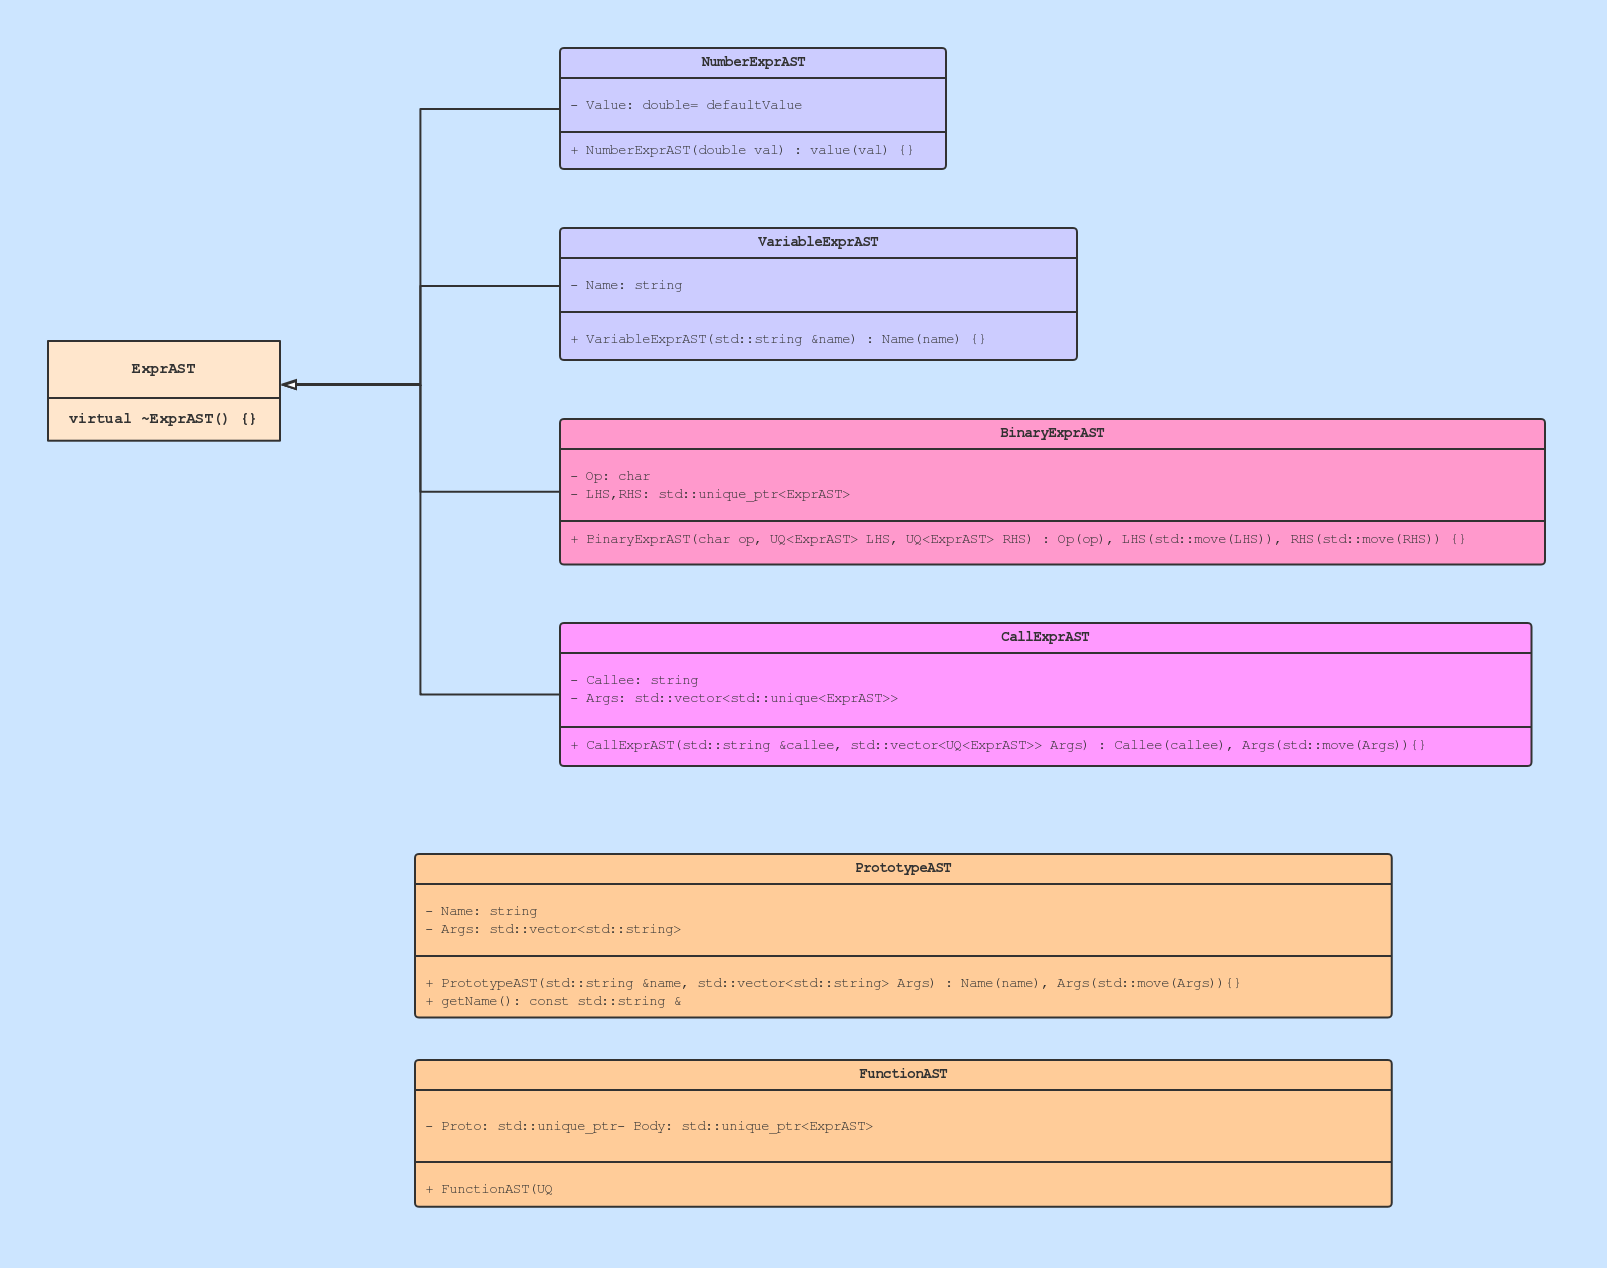 NumberExprAST
- Value: double= defaultValue
+ NumberExprAST(double val) : value(val) {}
VariableExprAST
- Name: string
+ VariableExprAST(std::string &name) : Name(name) {}
ExprAST
virtual ~ExprAST() {}
BinaryExprAST
- Op: char
- LHS,RHS: std::unique_ptr<ExprAST>
+ BinaryExprAST(char op, UQ<ExprAST> LHS, UQ<ExprAST> RHS) : Op(op), LHS(std::move(LHS)), RHS(std::move(RHS)) {}
CallExprAST
- Callee: string
- Args: std::vector<std::unique<ExprAST>>
+ CallExprAST(std::string &callee, std::vector<UQ<ExprAST>> Args) : Callee(callee), Args(std::move(Args)){}
PrototypeAST
- Name: string
- Args: std::vector<std::string>
+ PrototypeAST(std::string &name, std::vector<std::string> Args) : Name(name), Args(std::move(Args)){}
+ getName(): const std::string &
FunctionAST
- Proto: std::unique_ptr- Body: std::unique_ptr<ExprAST>
+ FunctionAST(UQ